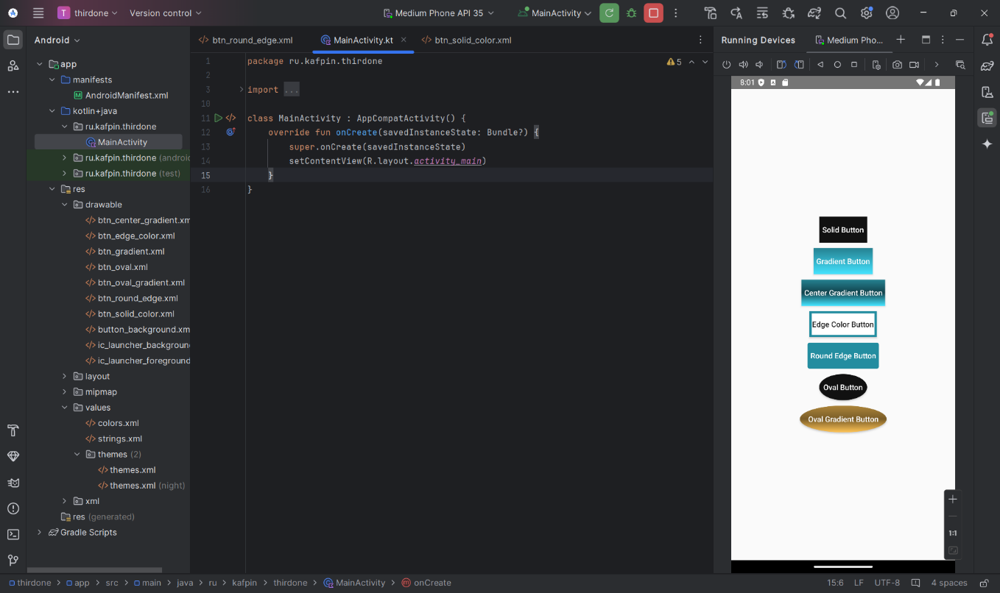 T thirdone Version control Medium Phone API 35 MainActivity
Android
btn_round_edge.xml MainActivity.kt btn_solid_color.xml
Running Devices Medium Pho...
app
manifests
AndroidManifest.xml
kotlin+java
ru.kafpin.thirdone
MainActivity
ru.kafpin.thirdone (androi
ru.kafpin.thirdone (test)
res
drawable
btn_center_gradient.xm
btn_edge_color.xml
btn_gradient.xml
btn_oval.xml
btn_oval_gradient.xml
btn_round_edge.xml
btn_solid_color.xml
button_background.xm
ic_launcher_background
ic_launcher_foreground
layout
mipmap
values
colors.xml
strings.xml
themes (2)
themes.xml
themes.xml (night)
xml
res (generated)
Gradle Scripts
1 package ru.kafpin.thirdone
2
3 import ...
10
11 class MainActivity : AppCompatActivity() {
12 override fun onCreate(savedInstanceState: Bundle?) {
13 super.onCreate(savedInstanceState)
14 setContentView(R.layout.activity_main)
15 }
16 }
5
8:01
Solid Button
Gradient Button
Center Gradient Button
Edge Color Button
Round Edge Button
Oval Button
Oval Gradient Button
1:1
thirdone > app > src > main > java > ru > kafpin > thirdone > MainActivity > onCreate
15:6 LF UTF-8 4 spaces